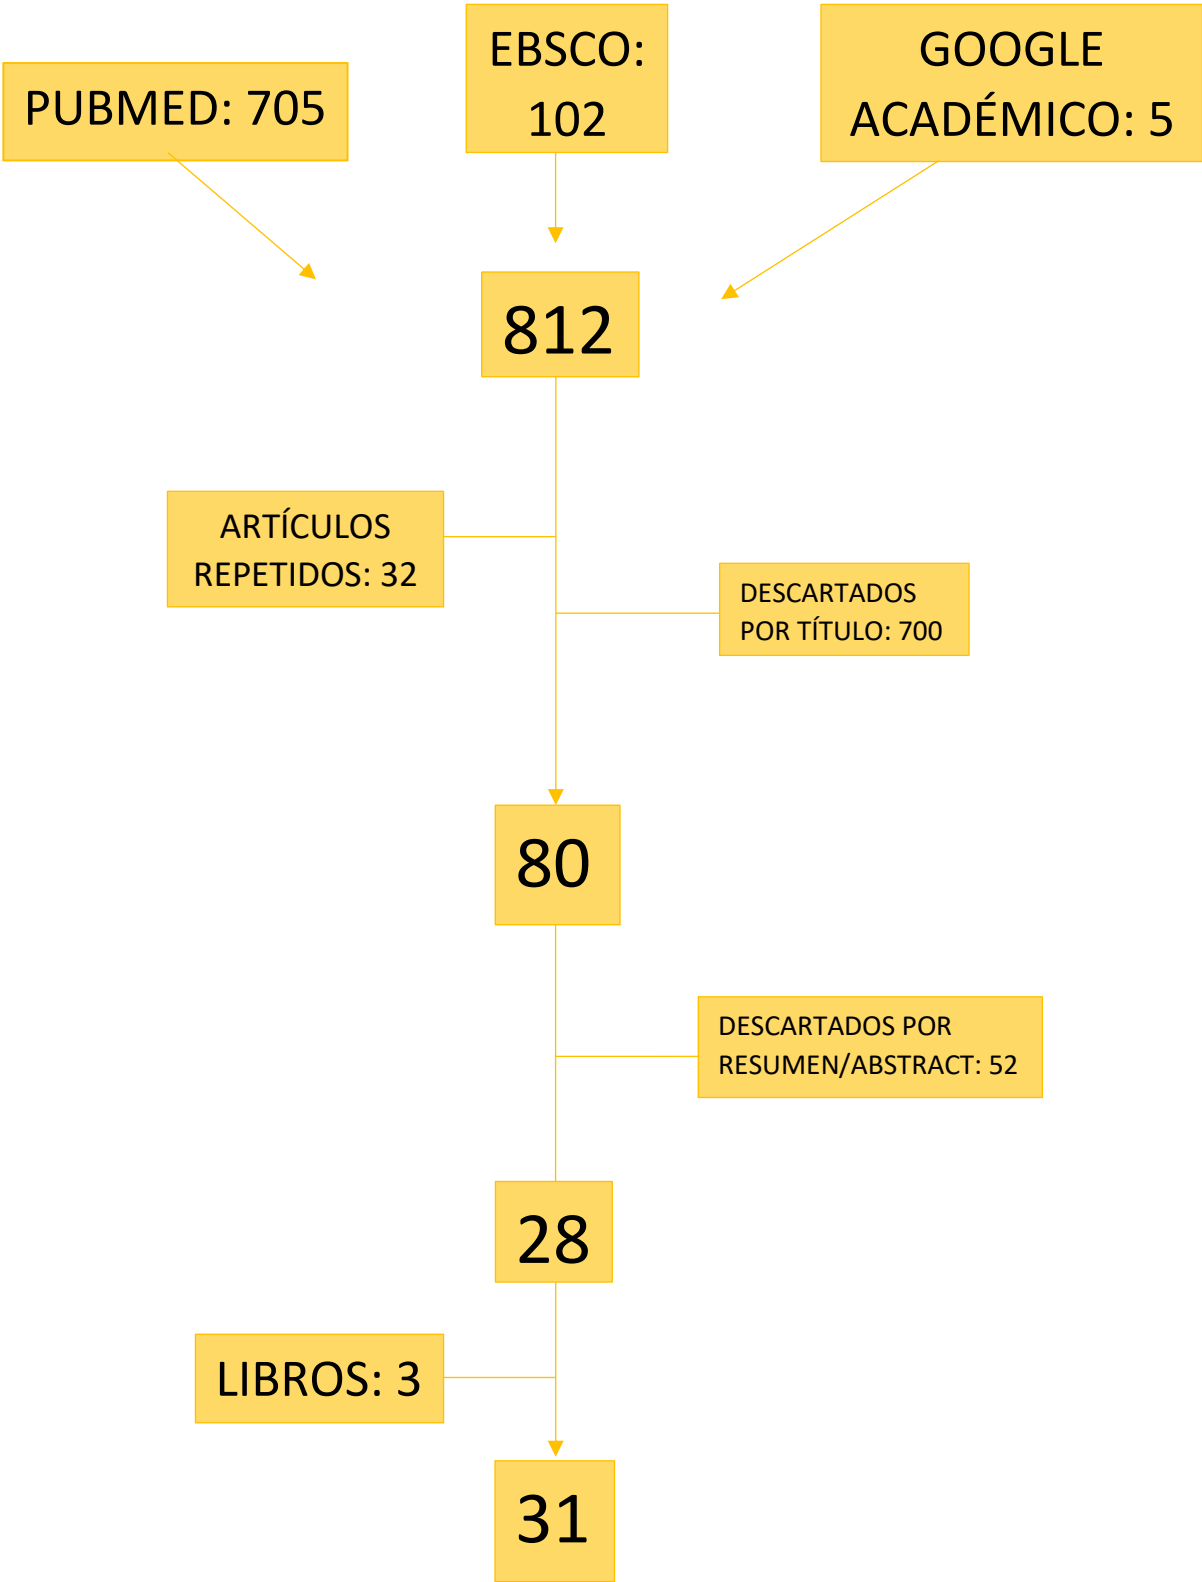 PUBMED: 705
EBSCO:
102
GOOGLE
ACADÉMICO: 5
812
ARTÍCULOS
REPETIDOS: 32
DESCARTADOS
POR TÍTULO: 700
80
DESCARTADOS POR
RESUMEN/ABSTRACT: 52
28
LIBROS: 3
31